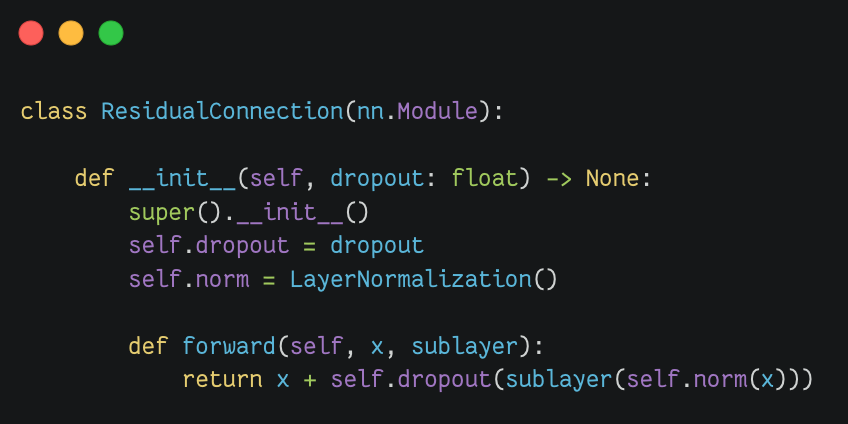 class ResidualConnection(nn.Module):
    def __init__(self, dropout: float) -> None:
        super().__init__()
        self.dropout = dropout
        self.norm = LayerNormalization()
        def forward(self, x, sublayer):
            return x + self.dropout(sublayer(self.norm(x)))